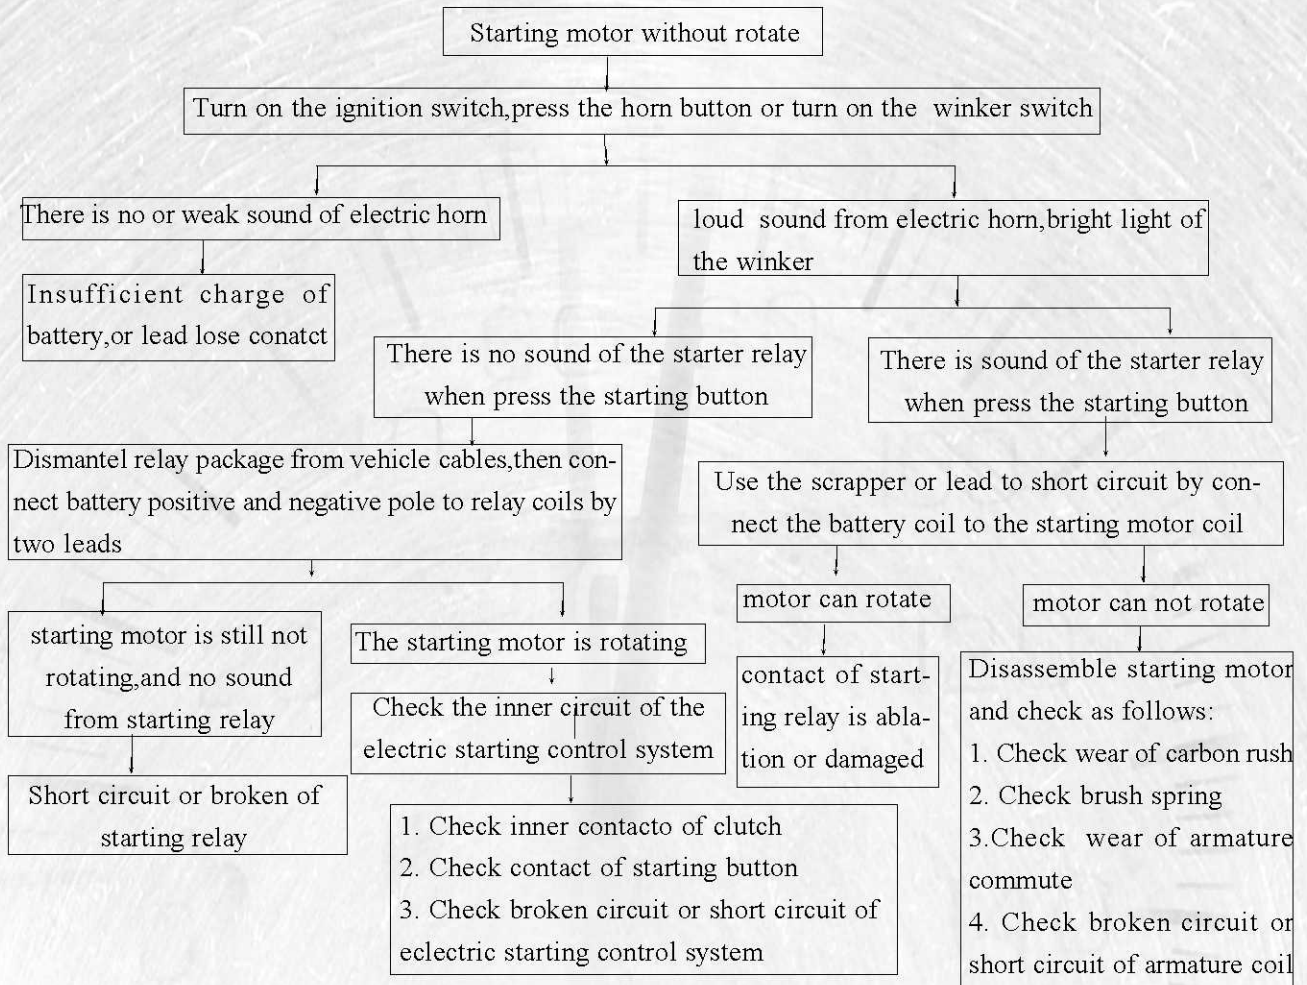 Starting motor without rotate
Turn on the ignition switch,press the horn button or turn on the winker switch
There is no or weak sound of electric horn
loud sound from electric horn,bright light of
the winker
Insufficient charge of
battery,or lead lose conatct
There is no sound of the starter relay
when press the starting button
There is sound of the starter relay
when press the starting button
Dismantel relay package from vehicle cables,then con-
nect battery positive and negative pole to relay coils by
two leads
Use the scrapper or lead to short circuit by con-
nect the battery coil to the starting motor coil
starting motor is still not
rotating,and no sound
from starting relay
The starting motor is rotating
motor can rotate
motor can not rotate
Short circuit or broken of
starting relay
Check the inner circuit of the
electric starting control system
contact of start-
ing relay is abla-
tion or damaged
Disassemble starting motor
and check as follows:
1. Check wear of carbon rush
2. Check brush spring
3.Check wear of armature
commute
4. Check broken circuit or
short circuit of armature coil
1. Check inner contacto of clutch
2. Check contact of starting button
3. Check broken circuit or short circuit of
eclectric starting control system